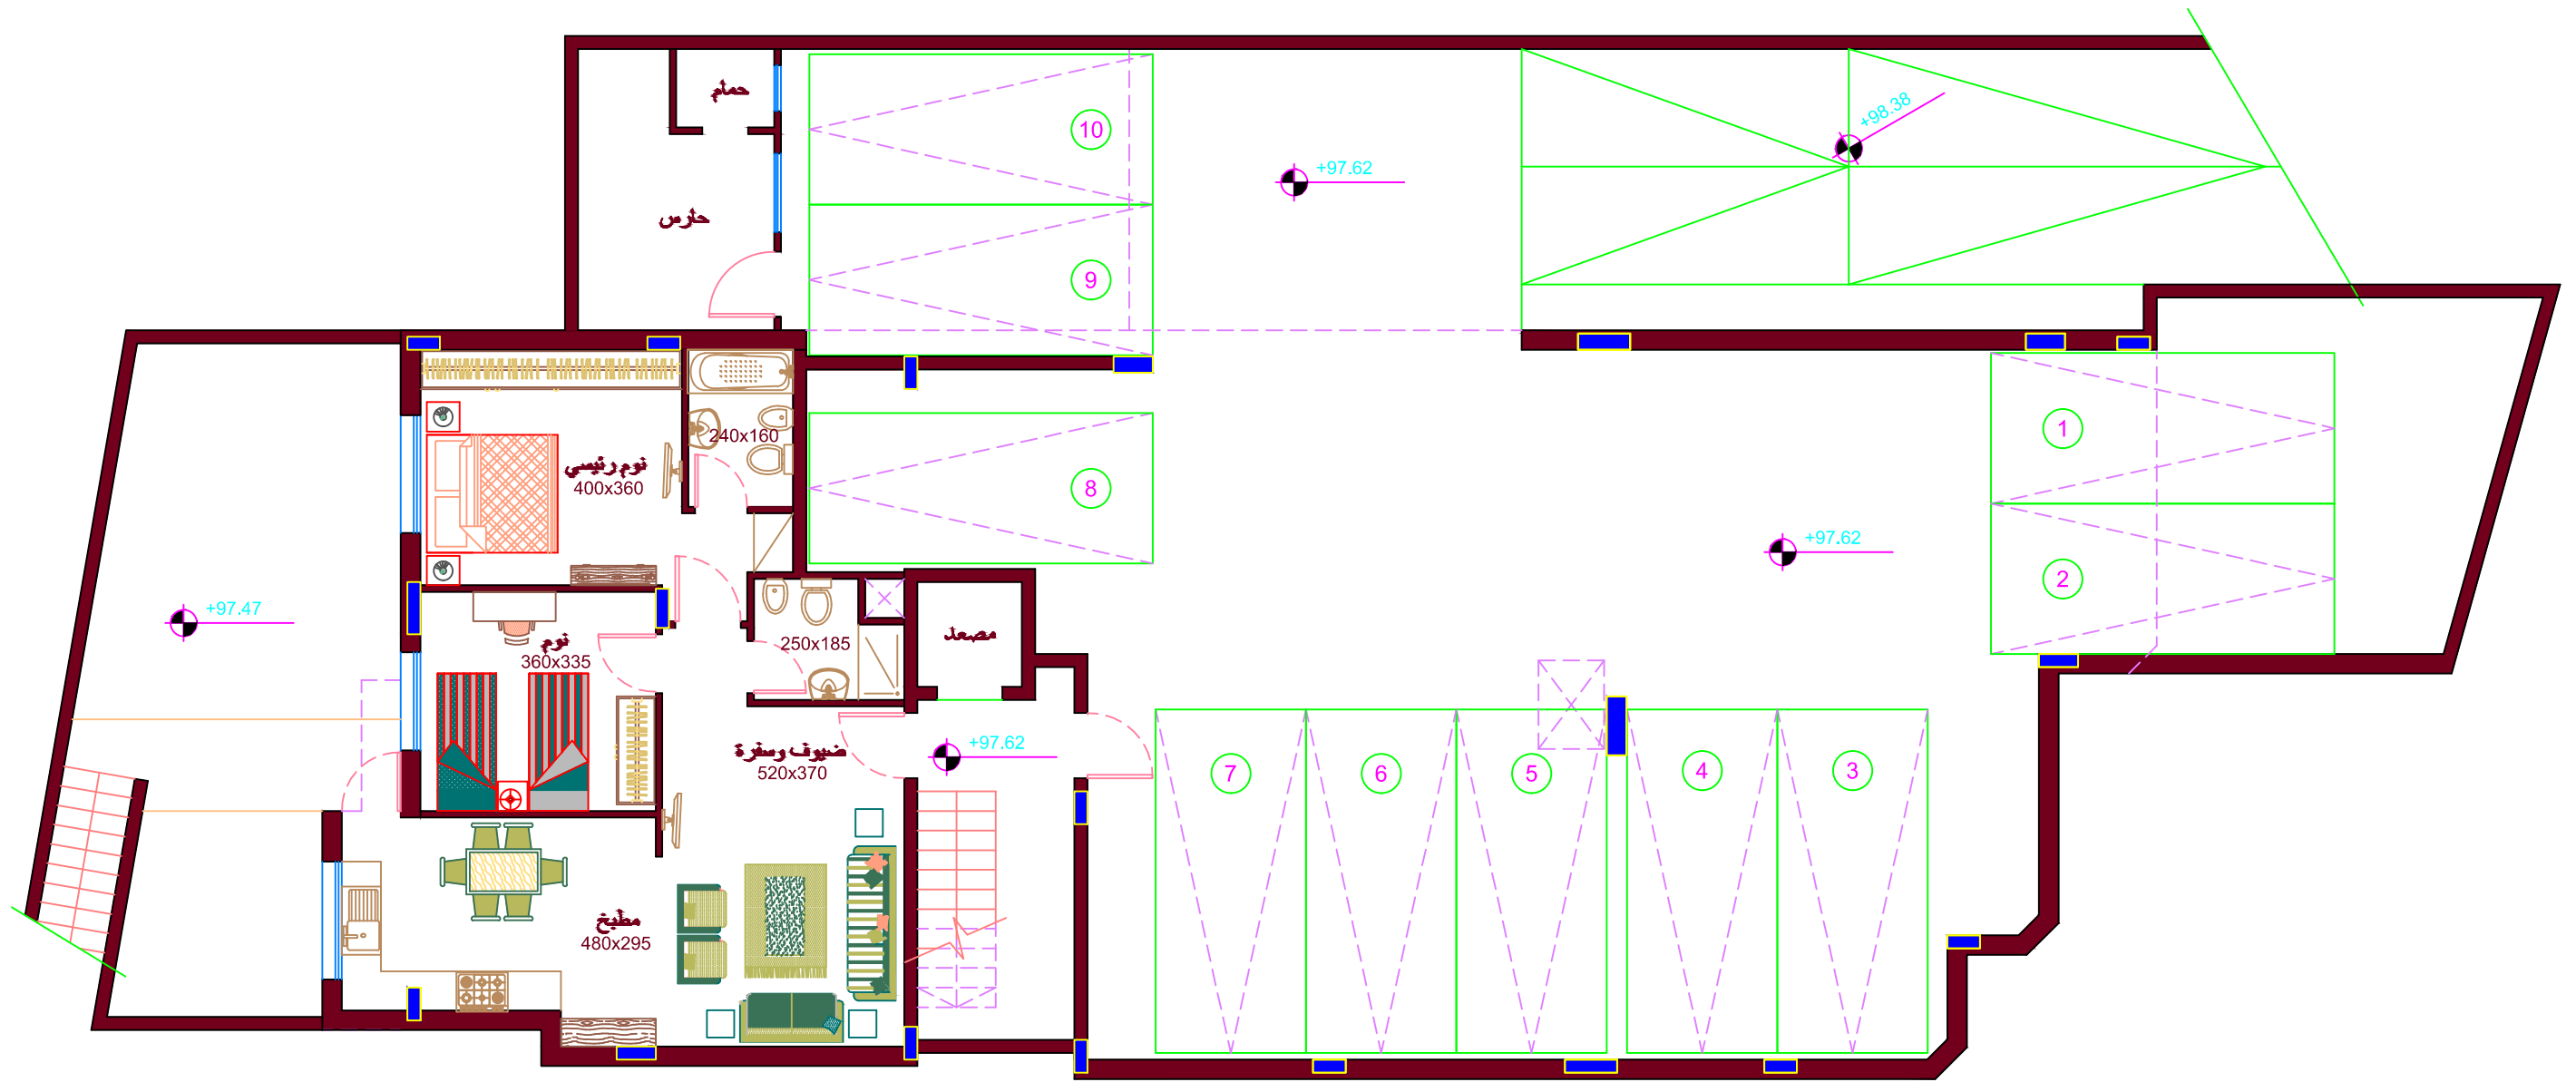 حمام
10
+98.38
+97.62
حارس
9
1
نوم رئيسي
400x360
240x160
8
+97.62
2
+97.47
نوم
360x335
250x185
مصعد
ضيوف وسفرة
520x370
+97.62
7
6
5
4
3
مطبخ
480x295